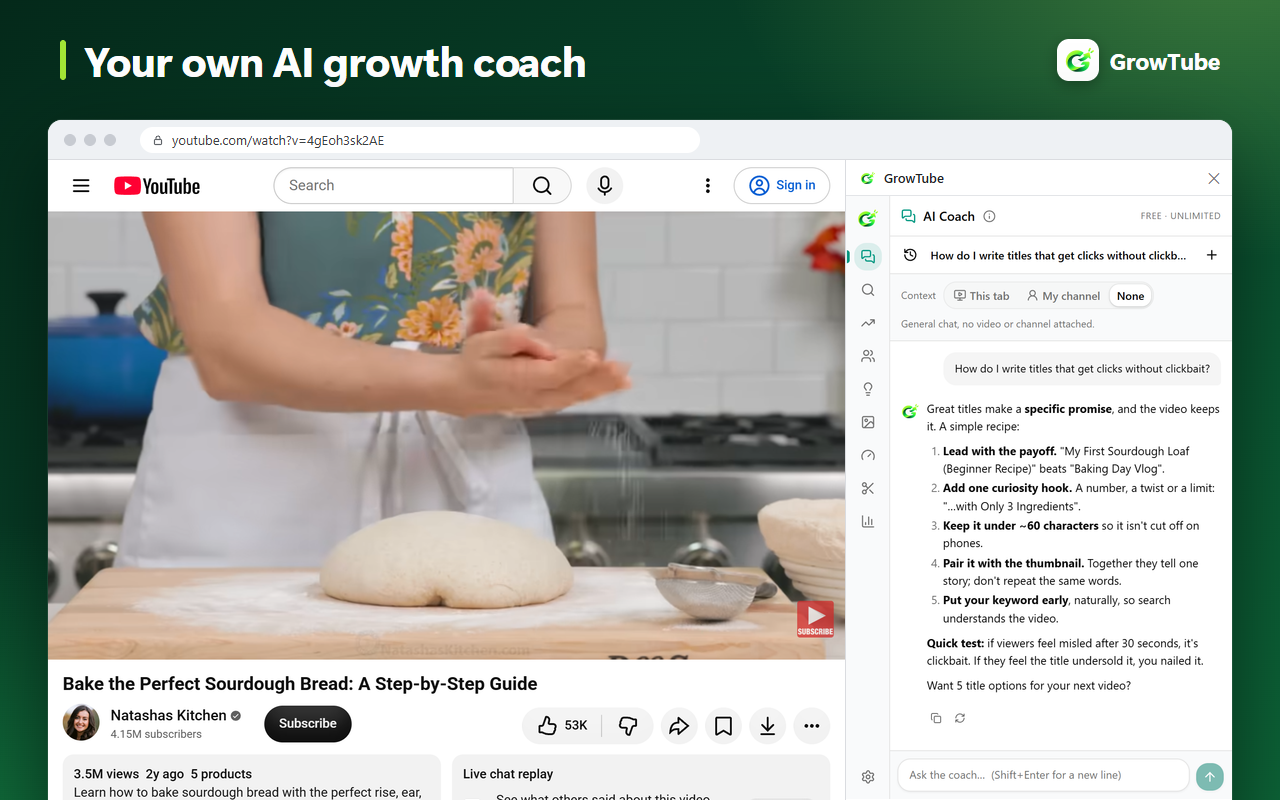 Your own AI growth coach
GrowTube
youtube.com/watch?v=4gEoh3sk2AE
YouTube
Search
Sign in
SUBSCRIBE
NatashasKitchen.com
Bake the Perfect Sourdough Bread: A Step-by-Step Guide
Natashas Kitchen
4.15M subscribers
Subscribe
53K
3.5M views 2y ago 5 products
Learn how to bake sourdough bread with the perfect rise, ear,
Live chat replay
See what others said about this video
GrowTube
AI Coach
FREE · UNLIMITED
How do I write titles that get clicks without clickb...
Context
This tab
My channel
None
General chat, no video or channel attached.
How do I write titles that get clicks without clickbait?
Great titles make a specific promise, and the video keeps
it. A simple recipe:
1. Lead with the payoff. "My First Sourdough Loaf
(Beginner Recipe)" beats "Baking Day Vlog".
2. Add one curiosity hook. A number, a twist or a limit:
"...with Only 3 Ingredients".
3. Keep it under ~60 characters so it isn't cut off on
phones.
4. Pair it with the thumbnail. Together they tell one
story; don't repeat the same words.
5. Put your keyword early, naturally, so search
understands the video.
Quick test: if viewers feel misled after 30 seconds, it's
clickbait. If they feel the title undersold it, you nailed it.
Want 5 title options for your next video?
Ask the coach... (Shift+Enter for a new line)